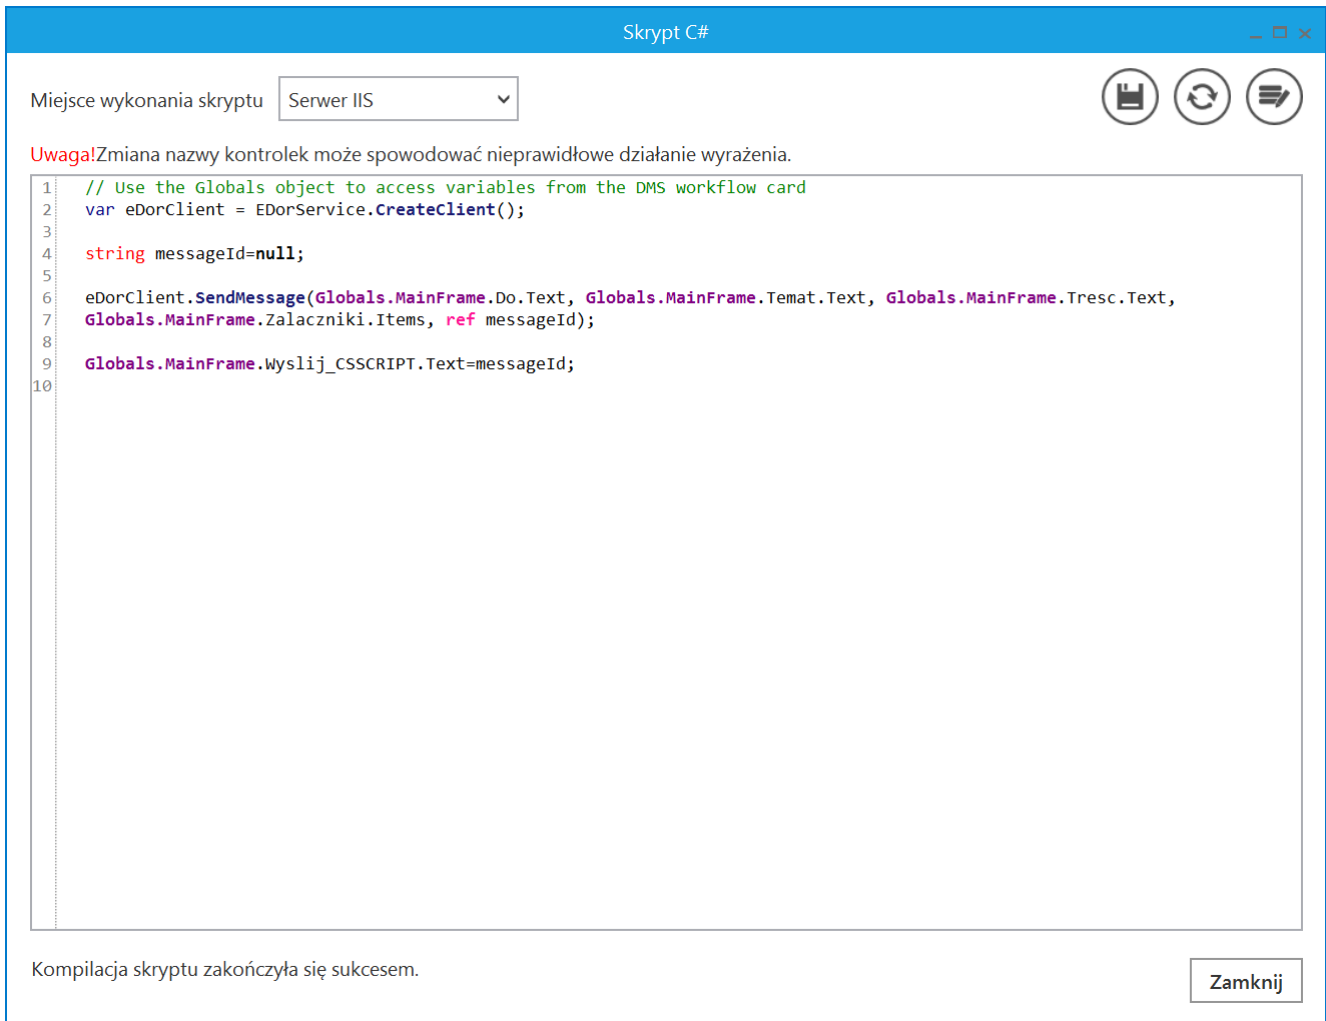 Skrypt C#
Miejsce wykonania skryptu Serwer IIS
Uwaga!Zmiana nazwy kontrolek może spowodować nieprawidłowe działanie wyrażenia.
1 // Use the Globals object to access variables from the DMS workflow card
2 var eDorClient = EDorService.CreateClient();
3
4 string messageId=null;
5
6 eDorClient.SendMessage(Globals.MainFrame.Do.Text, Globals.MainFrame.Temat.Text, Globals.MainFrame.Tresc.Text,
7 Globals.MainFrame.Zalaczniki.Items, ref messageId);
8
9 Globals.MainFrame.Wyslij_CSSCRIPT.Text=messageId;
10
Kompilacja skryptu zakończyła się sukcesem.
Zamknij